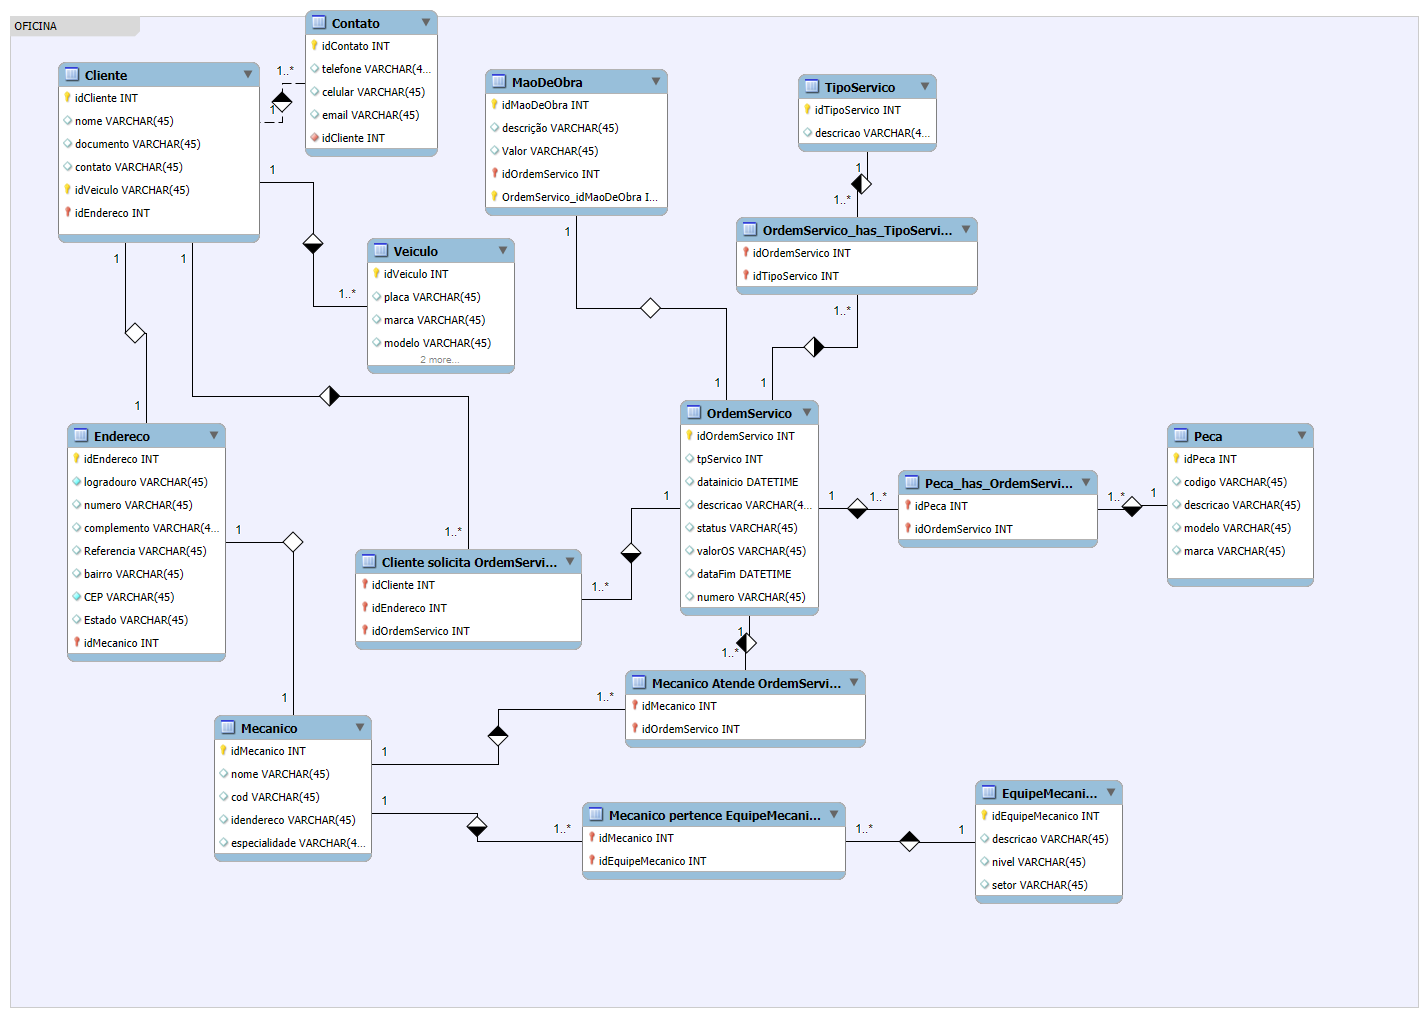 OFICINA
Contato
idContato INT
telefone VARCHAR(4...
celular VARCHAR(45)
email VARCHAR(45)
idCliente INT
Cliente
idCliente INT
nome VARCHAR(45)
documento VARCHAR(45)
contato VARCHAR(45)
idVeiculo VARCHAR(45)
idEndereco INT
1..*
1
1
1..*
1
1
1
1..*
MaoDeObra
idMaoDeObra INT
descrição VARCHAR(45)
Valor VARCHAR(45)
idOrdemServico INT
OrdemServico_idMaoDeObra I...
1
1
TipoServico
idTipoServico INT
descricao VARCHAR(4...
1
1..*
OrdemServico_has_TipoServi...
idOrdemServico INT
idTipoServico INT
1..*
1
Veiculo
idVeiculo INT
placa VARCHAR(45)
marca VARCHAR(45)
modelo VARCHAR(45)
2 more...
Endereco
idEndereco INT
logradouro VARCHAR(45)
numero VARCHAR(45)
complemento VARCHAR(4...
Referencia VARCHAR(45)
bairro VARCHAR(45)
CEP VARCHAR(45)
Estado VARCHAR(45)
idMecanico INT
1
1
Cliente solicita OrdemServi...
idCliente INT
idEndereco INT
idOrdemServico INT
1..*
1
OrdemServico
idOrdemServico INT
tpServico INT
datainicio DATETIME
descricao VARCHAR(4...
status VARCHAR(45)
valorOS VARCHAR(45)
dataFim DATETIME
numero VARCHAR(45)
1
1..*
Peca_has_OrdemServi...
idPeca INT
idOrdemServico INT
1..*
1
Peca
idPeca INT
codigo VARCHAR(45)
descricao VARCHAR(45)
modelo VARCHAR(45)
marca VARCHAR(45)
1
1..*
Mecanico Atende OrdemServi...
idMecanico INT
idOrdemServico INT
1..*
1
Mecanico
idMecanico INT
nome VARCHAR(45)
cod VARCHAR(45)
idendereco VARCHAR(45)
especialidade VARCHAR(4...
1
1..*
Mecanico pertence EquipeMecani...
idMecanico INT
idEquipeMecanico INT
1..*
1
EquipeMecani...
idEquipeMecanico INT
descricao VARCHAR(45)
nivel VARCHAR(45)
setor VARCHAR(45)